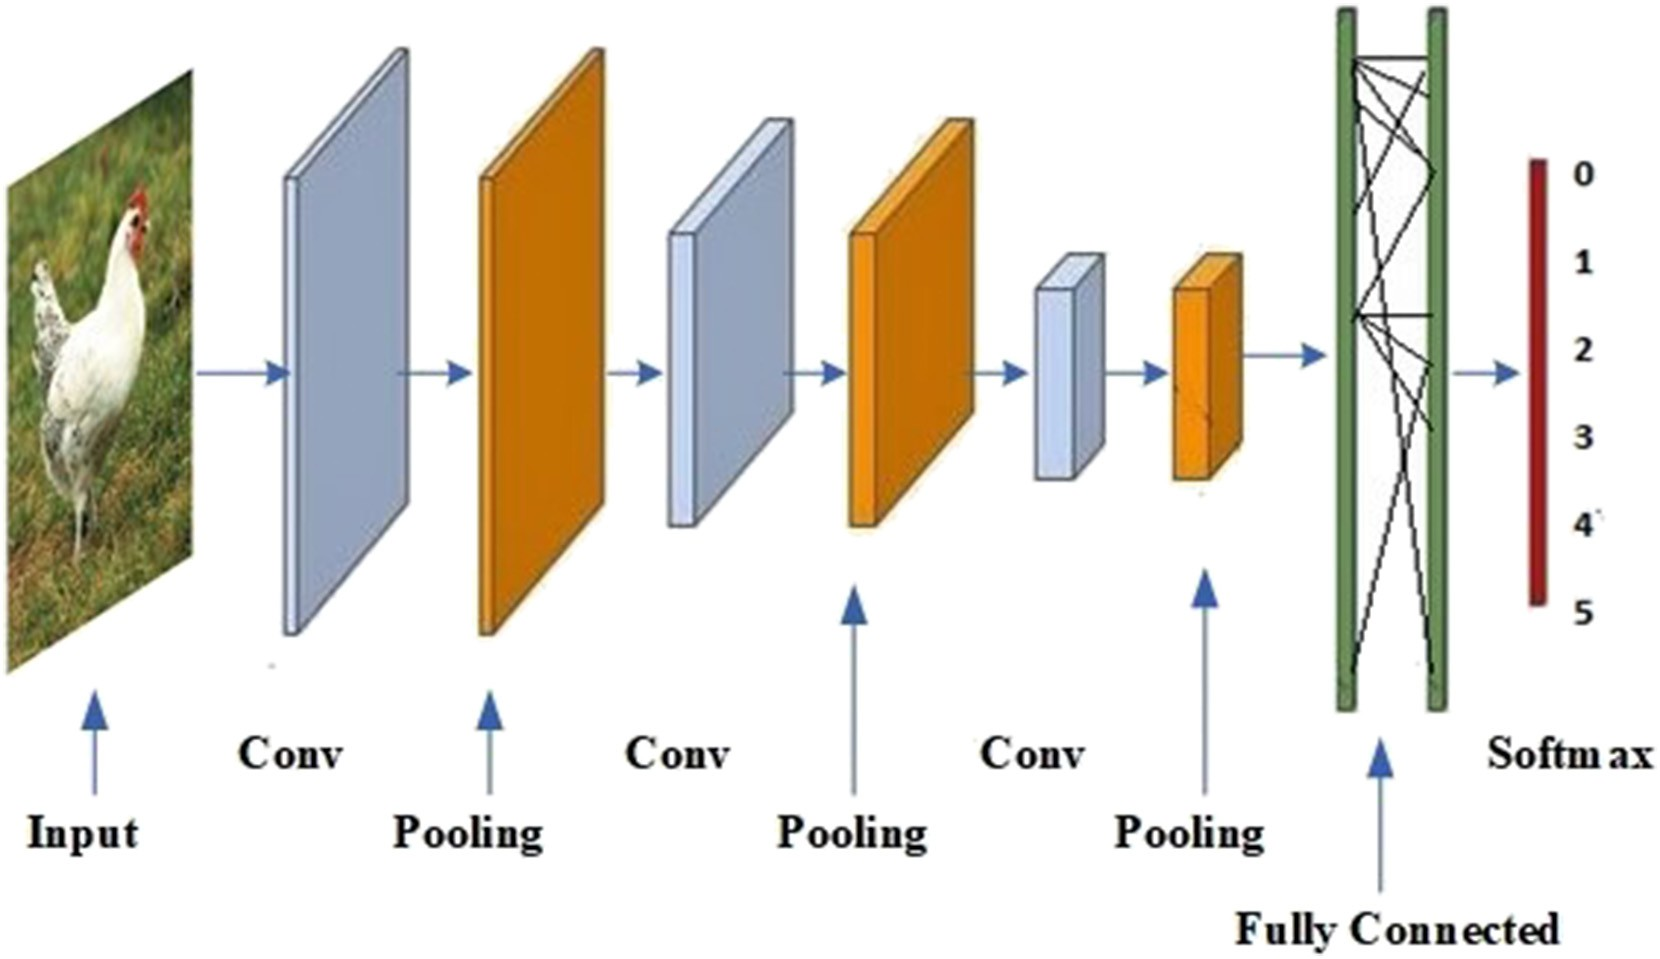 0
1
2
3
4
5
Conv
Conv
Conv
Softmax
Input
Pooling
Pooling
Pooling
Fully Connected